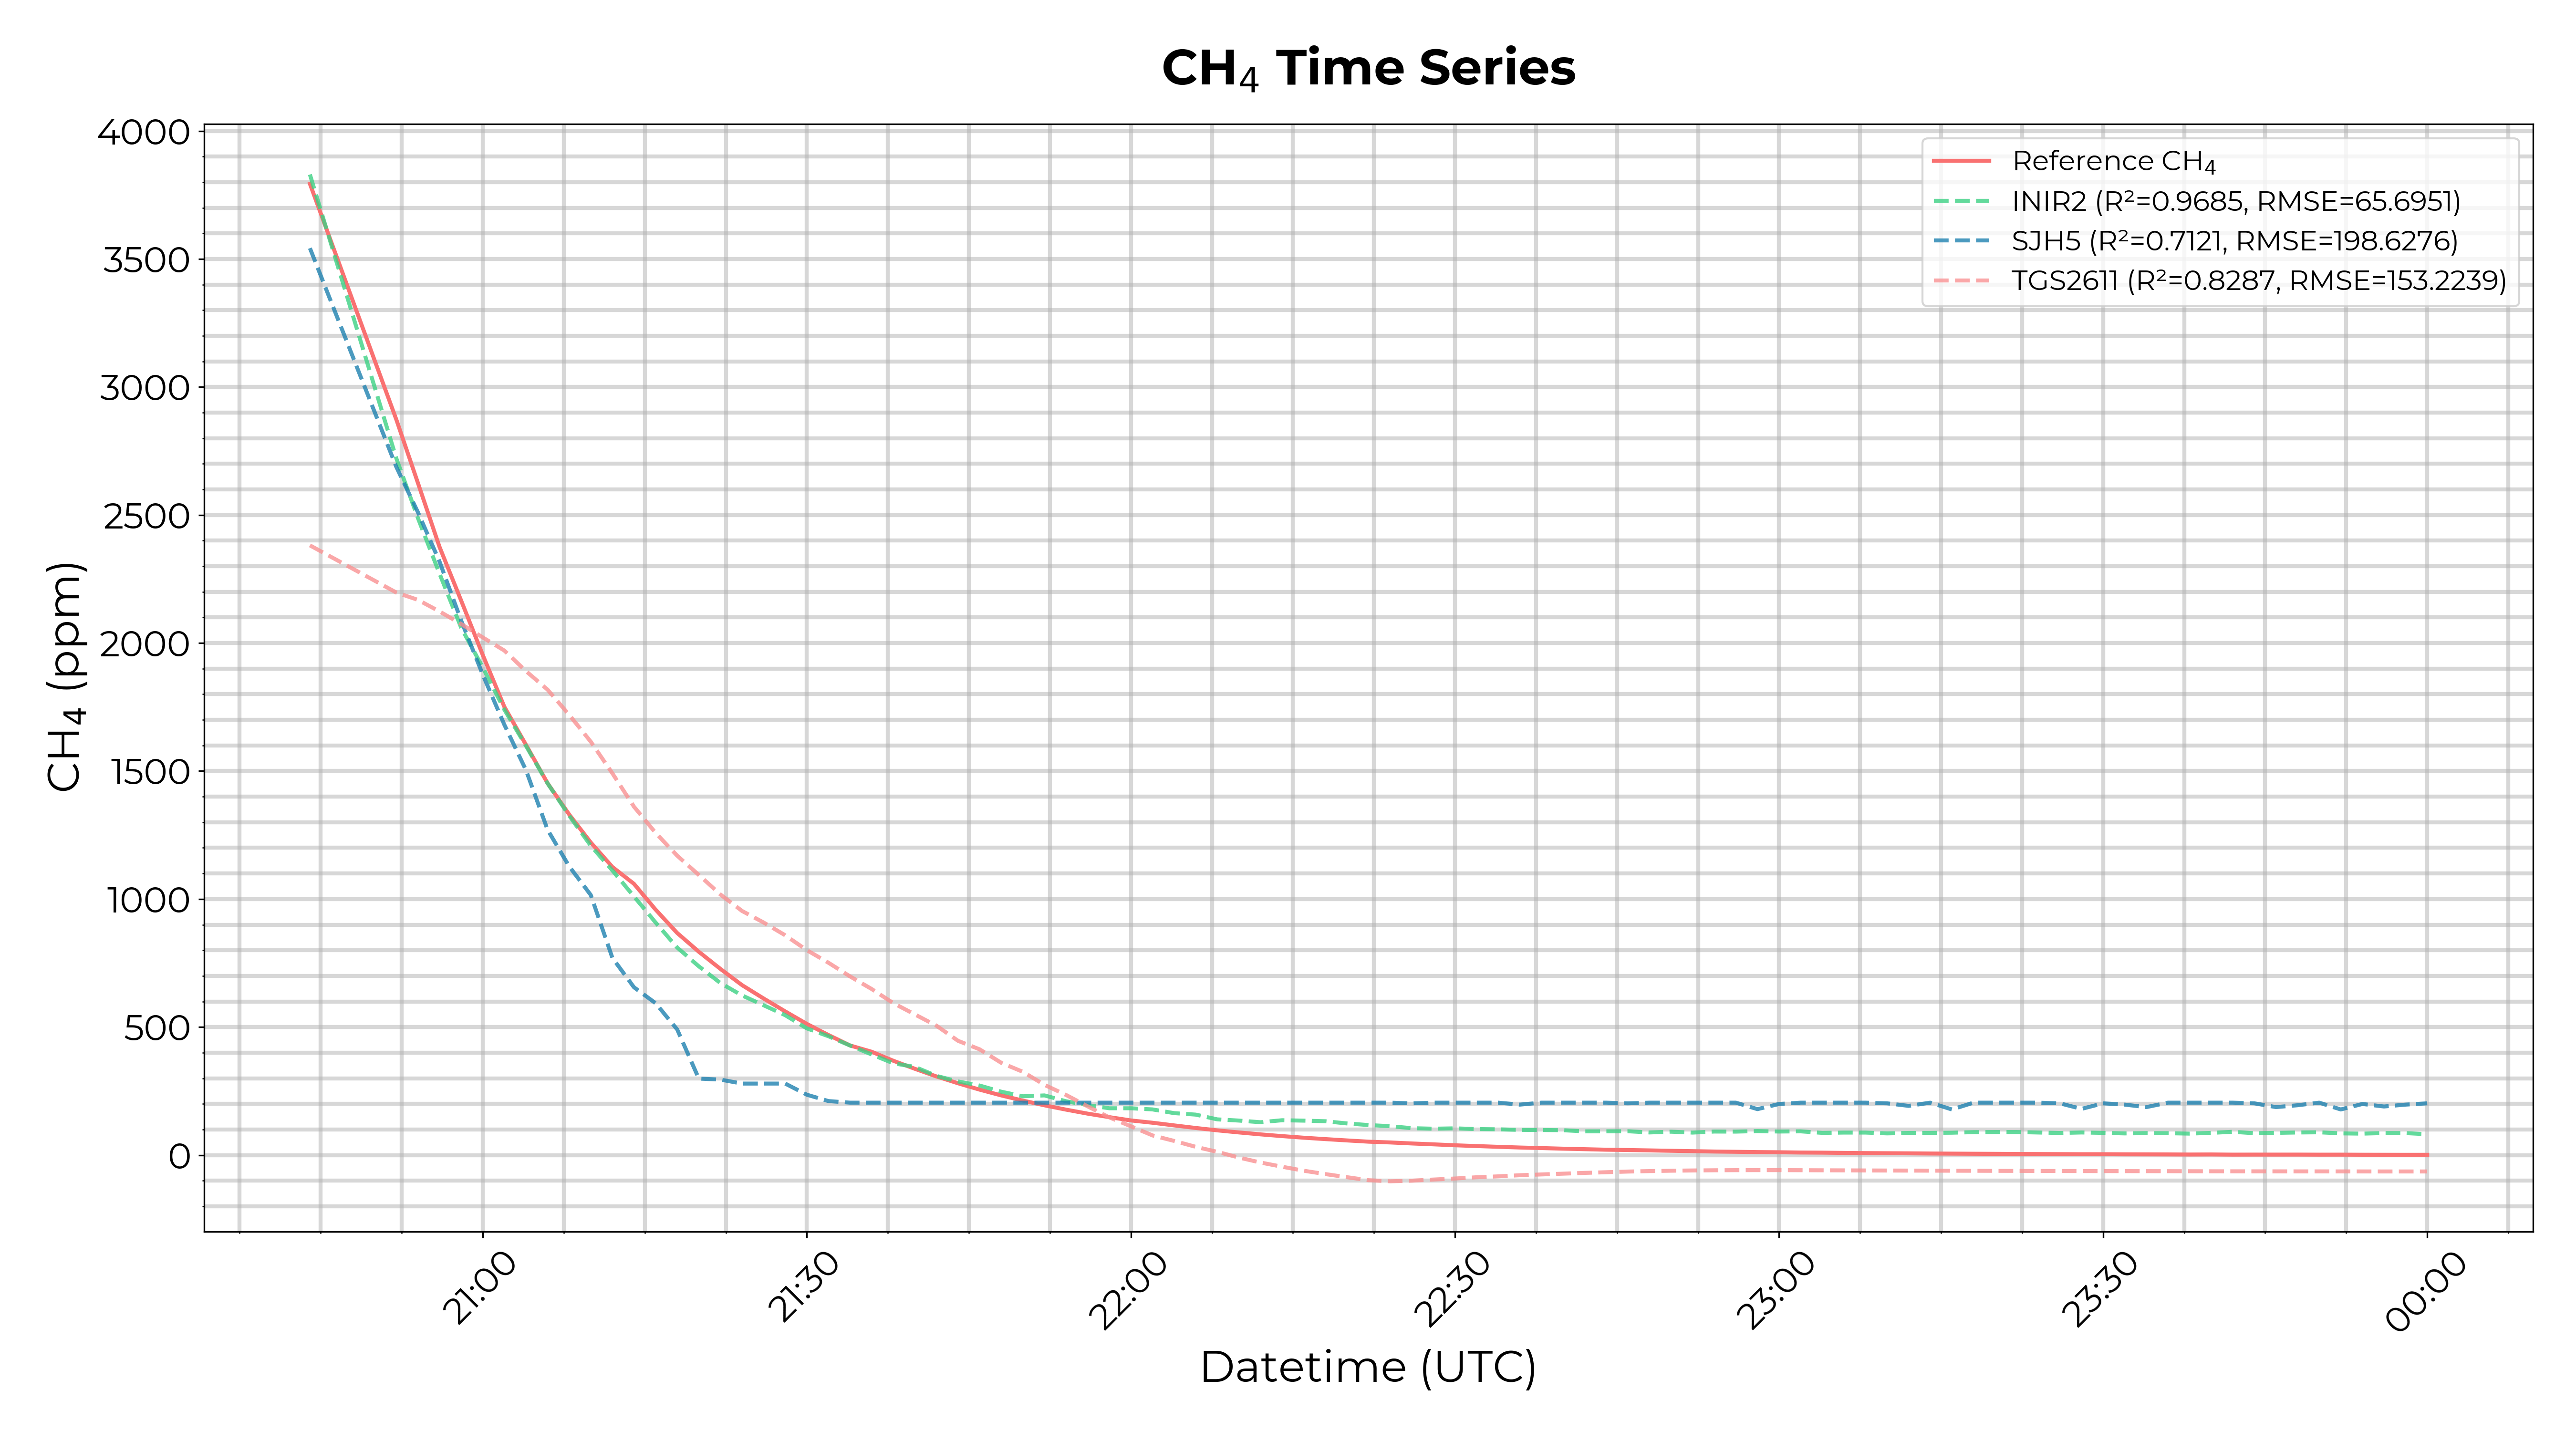 CH₄ Time Series
4000
3500
3000
2500
2000
1500
1000
500
0
CH₄ (ppm)
Reference CH₄
INIR2 (R²=0.9685, RMSE=65.6951)
SJH5 (R²=0.7121, RMSE=198.6276)
TGS2611 (R²=0.8287, RMSE=153.2239)
21:00
21:30
22:00
22:30
23:00
23:30
00:00
Datetime (UTC)